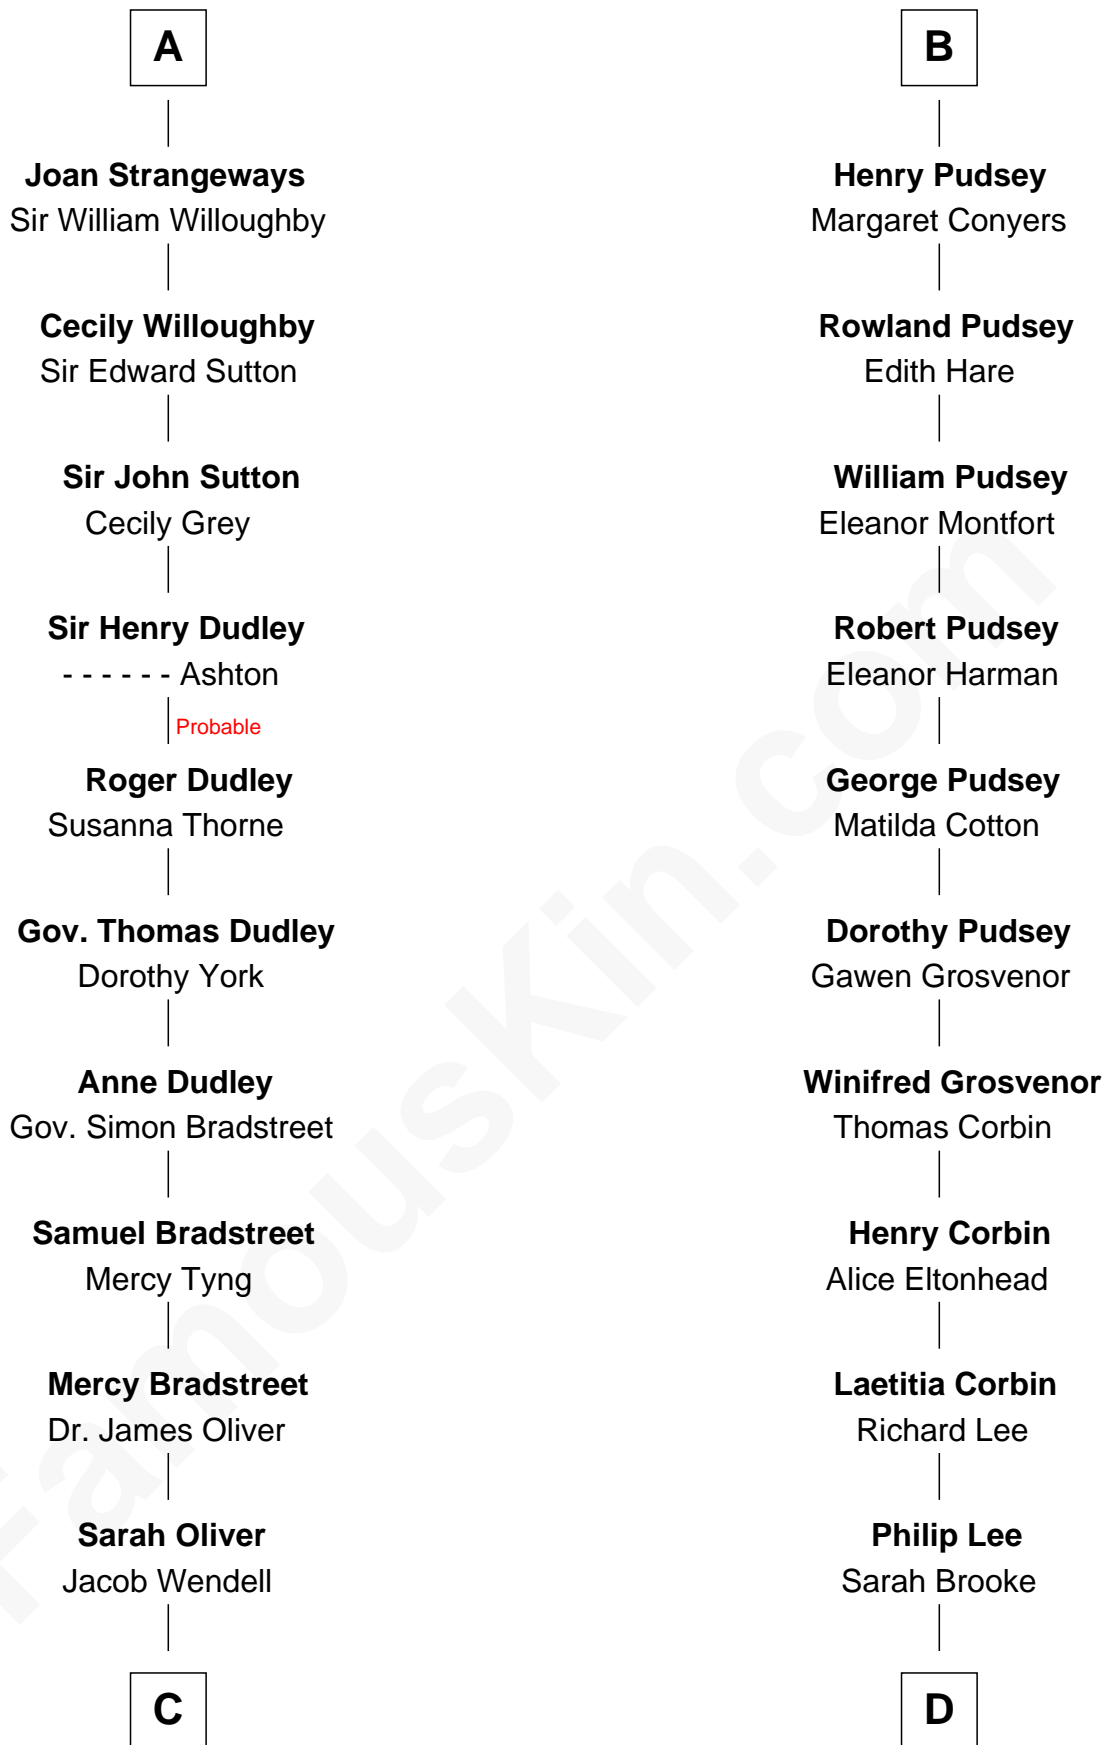 A
Joan Strangeways
Sir William Willoughby
Cecily Willoughby
Sir Edward Sutton
Sir John Sutton
Cecily Grey
Sir Henry Dudley
- - - - - - Ashton
Probable
Roger Dudley
Susanna Thorne
Gov. Thomas Dudley
Dorothy York
Anne Dudley
Gov. Simon Bradstreet
Samuel Bradstreet
Mercy Tyng
Mercy Bradstreet
Dr. James Oliver
Sarah Oliver
Jacob Wendell
C
B
Henry Pudsey
Margaret Conyers
Rowland Pudsey
Edith Hare
William Pudsey
Eleanor Montfort
Robert Pudsey
Eleanor Harman
George Pudsey
Matilda Cotton
Dorothy Pudsey
Gawen Grosvenor
Winifred Grosvenor
Thomas Corbin
Henry Corbin
Alice Eltonhead
Laetitia Corbin
Richard Lee
Philip Lee
Sarah Brooke
D
FamousKin.com